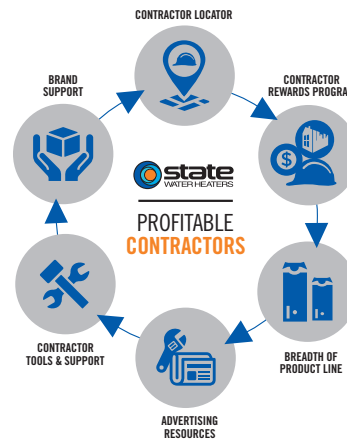 CONTRACTOR LOCATOR
BRAND
SUPPORT
CONTRACTOR
REWARDS PROGRA
$
state
WATER HEATERS
PROFITABLE
CONTRACTORS
CONTRACTOR
TOOLS & SUPPORT
BREADTH OF
PRODUCT LINE
ADVERTISING
RESOURCES